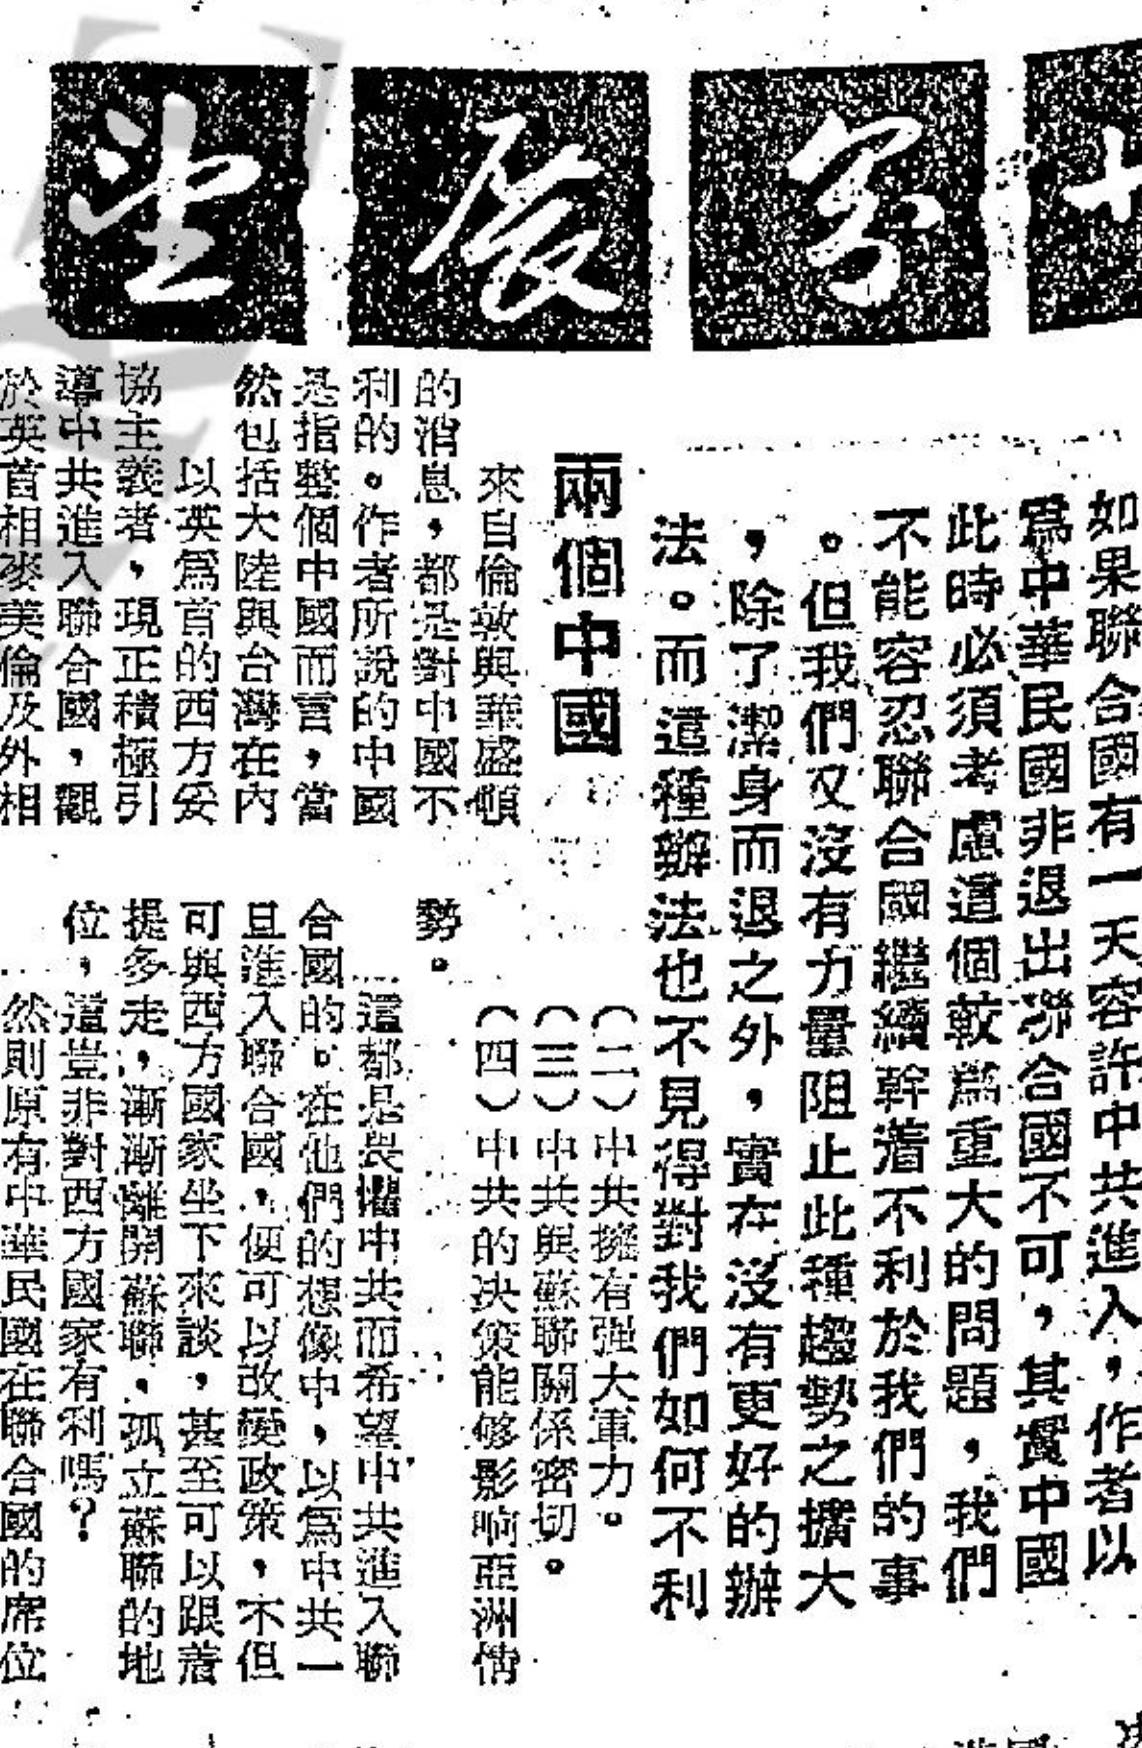 十字展望
如果聯合國有一天容許中共進入，作者以
爲中華民國非退出聯合國不可，其實中國
此時必須考慮這個較爲重大的問題，我們
不能容忍聯合國繼續幹着不利於我們的事
。但我們又沒有力量阻止此種趨勢之擴大
，除了潔身而退之外，實在沒有更好的辦
法。而這種辦法也不見得對我們如何不利
兩個中國
來自倫敦與華盛頓
的消息，都是對中國不
利的。作者所說的中國
是指整個中國而言，當
然包括大陸與台灣在內
以英爲首的西方妥
協主義者，現正積極引
導中共進入聯合國，觀
於英首相麥美倫及外相
（二）中共擁有强大軍力。
（三）中共與蘇聯關係密切。
（四）中共的决策能够影响亞洲情
勢。
這都是畏懼中共而希望中共進入聯
合國的。在他們的想像中，以爲中共一
旦進入聯合國，便可以改變政策，不但
可與西方國家坐下來談，甚至可以跟着
提多走，漸漸離開蘇聯，孤立蘇聯的地
位，這豈非對西方國家有利嗎？
然則原有中華民國在聯合國的席位